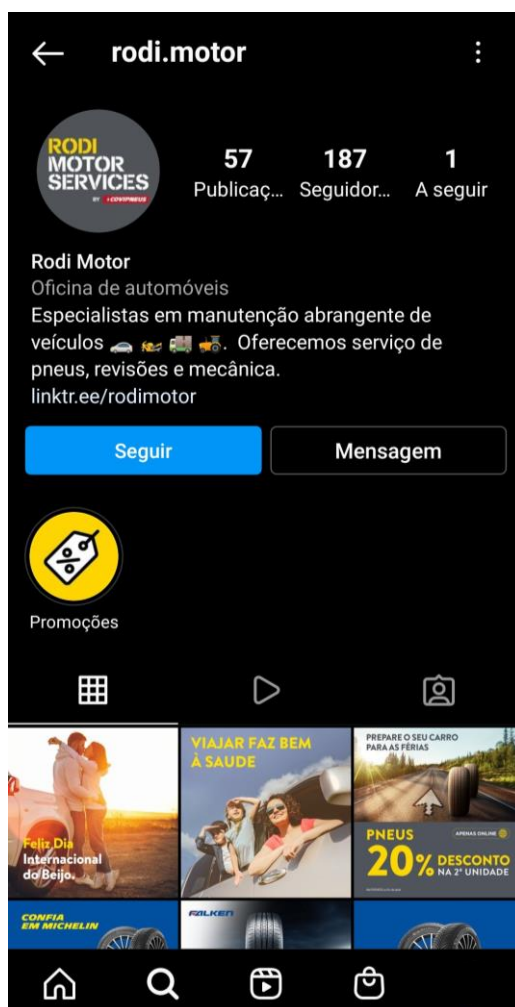 rodi.motor
RODI
MOTOR
SERVICES
57
187
1
Publicaç...
Seguidor...
A seguir
Rodi Motor
Oficina de automóveis
Especialistas em manutenção abrangente de
veículos 🚗 🏍 🚚 🚜. Oferecemos serviço de
pneus, revisões e mecânica.
linktr.ee/rodimotor
Seguir
Mensagem
Promoções
Feliz Dia
Internacional
do Beijo.
VIAJAR FAZ BEM
À SAUDE
PREPARE O SEU CARRO
PARA AS FÉRIAS
PNEUS
APENAS ONLINE
20% DESCONTO
NA 2ª UNIDADE
CONFIA
EM MICHELIN
FALKEN